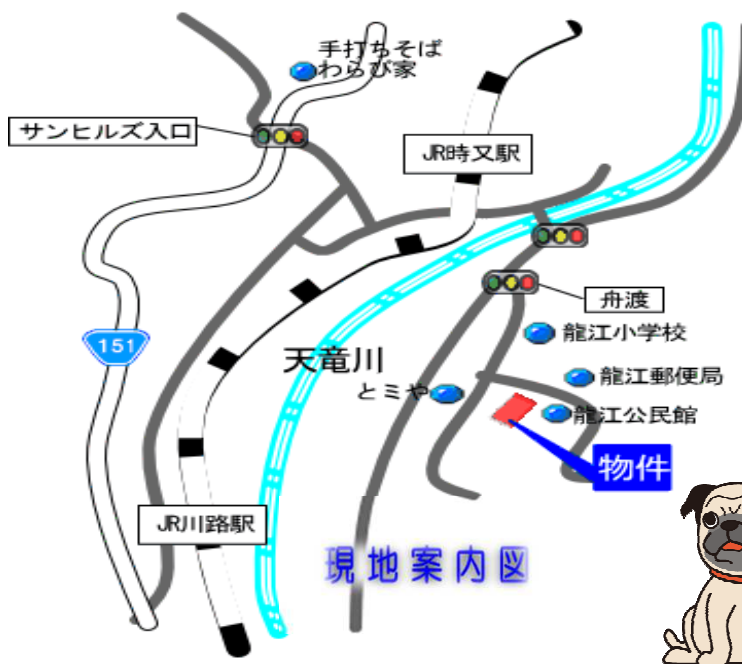 手打ちそば
わらび家
サンヒルズ入口
JR時又駅
舟渡
龍江小学校
151
天竜川
龍江郵便局
とミや
龍江公民館
物件
JR川路駅
現地案内図